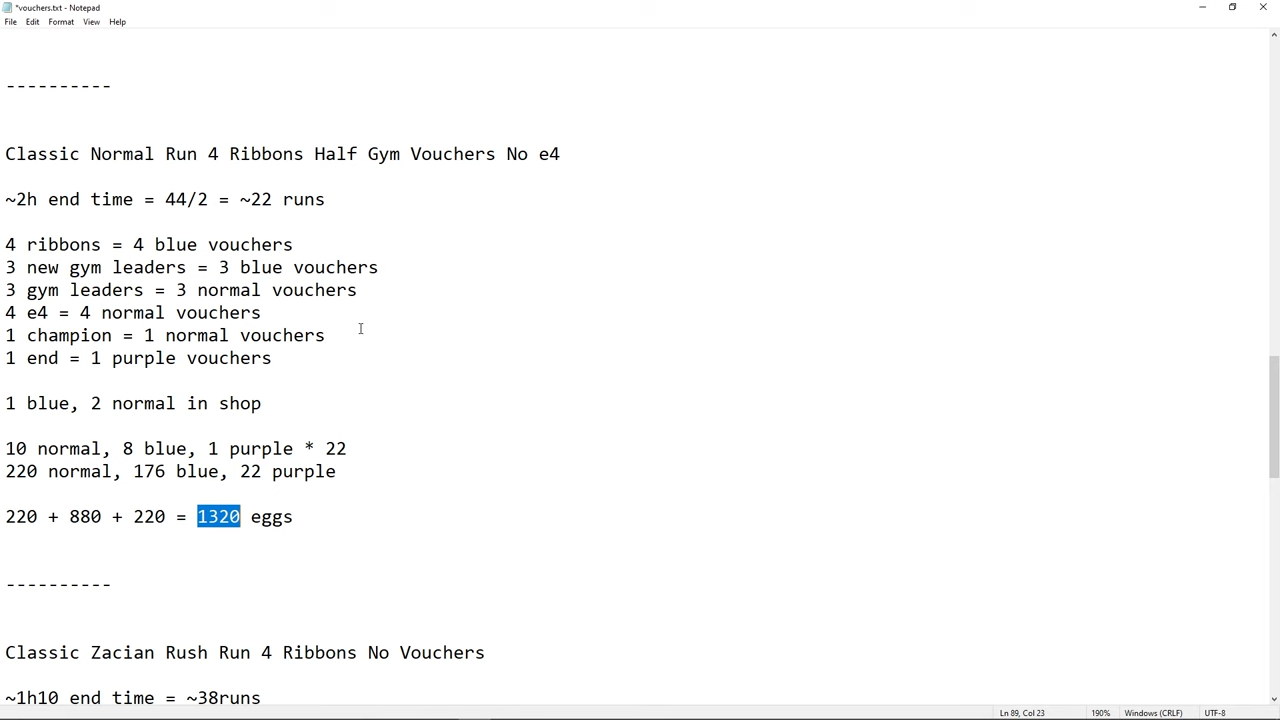 *vouchers.txt - Notepad
File Edit Format View Help
----------
Classic Normal Run 4 Ribbons Half Gym Vouchers No e4
~2h end time = 44/2 = ~22 runs
4 ribbons = 4 blue vouchers
3 new gym leaders = 3 blue vouchers
3 gym leaders = 3 normal vouchers
4 e4 = 4 normal vouchers
1 champion = 1 normal vouchers
1 end = 1 purple vouchers
1 blue, 2 normal in shop
10 normal, 8 blue, 1 purple * 22
220 normal, 176 blue, 22 purple
220 + 880 + 220 = 1320 eggs
----------
Classic Zacian Rush Run 4 Ribbons No Vouchers
~1h10 end time = ~38runs
Ln 89, Col 23 190% Windows (CRLF) UTF-8